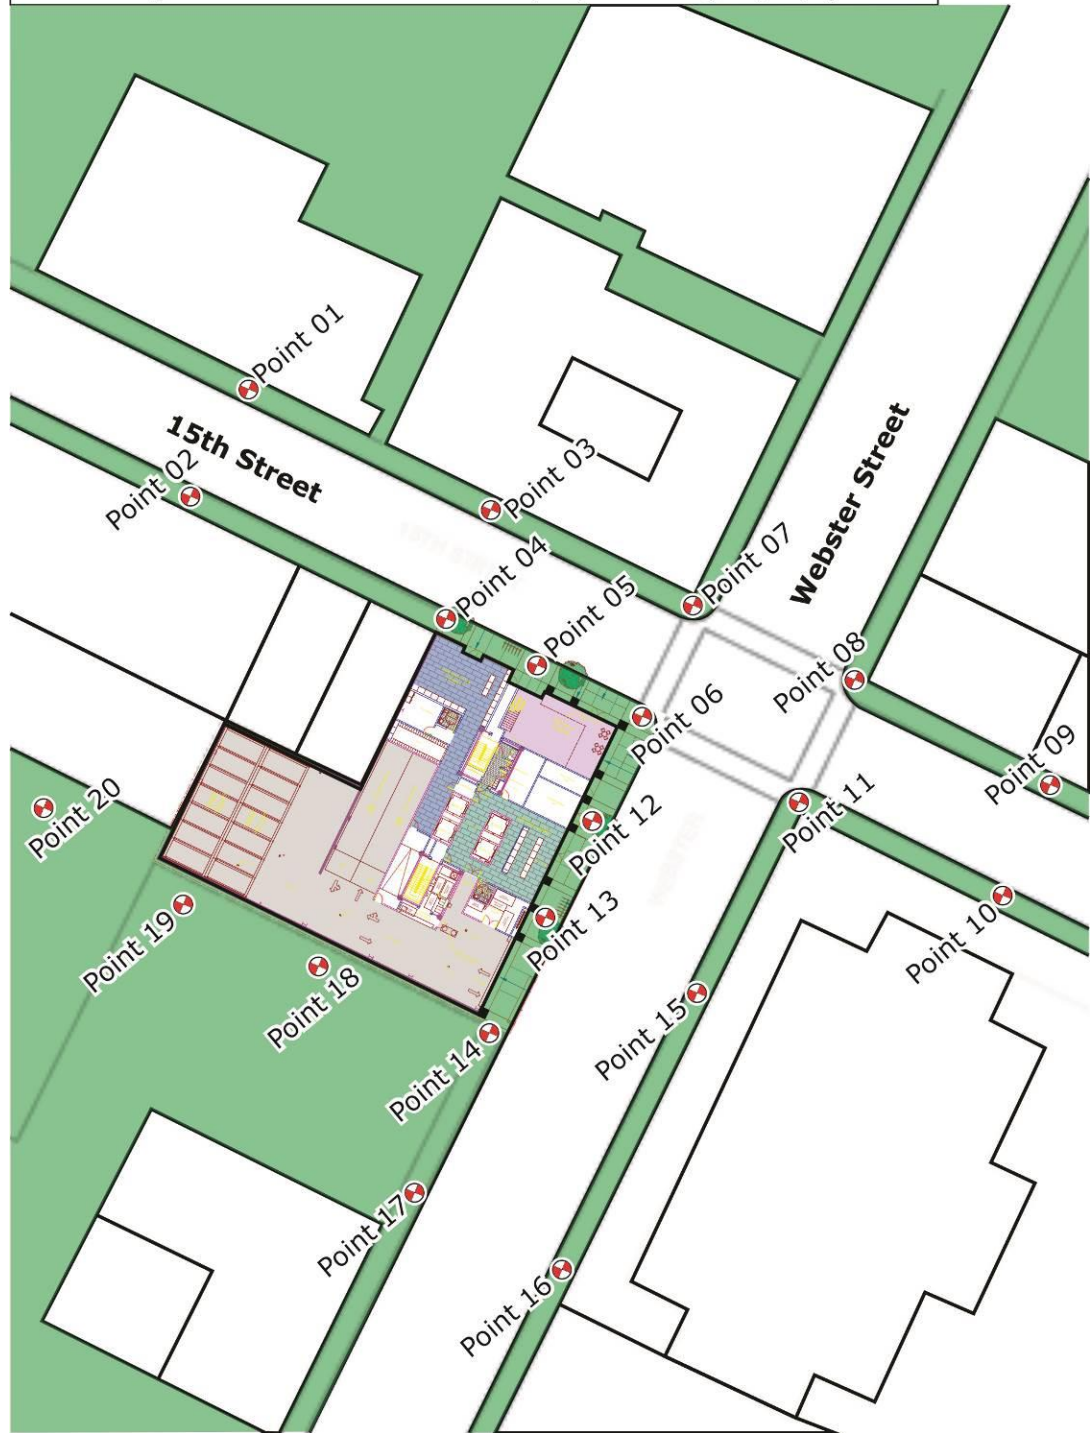 Point 01
15th Street
Point 02
Point 03
Point 04
Point 05
Point 07
Webster Street
Point 08
Point 06
Point 09
Point 20
Point 12
Point 11
Point 13
Point 10
Point 19
Point 18
Point 14
Point 15
Point 17
Point 16